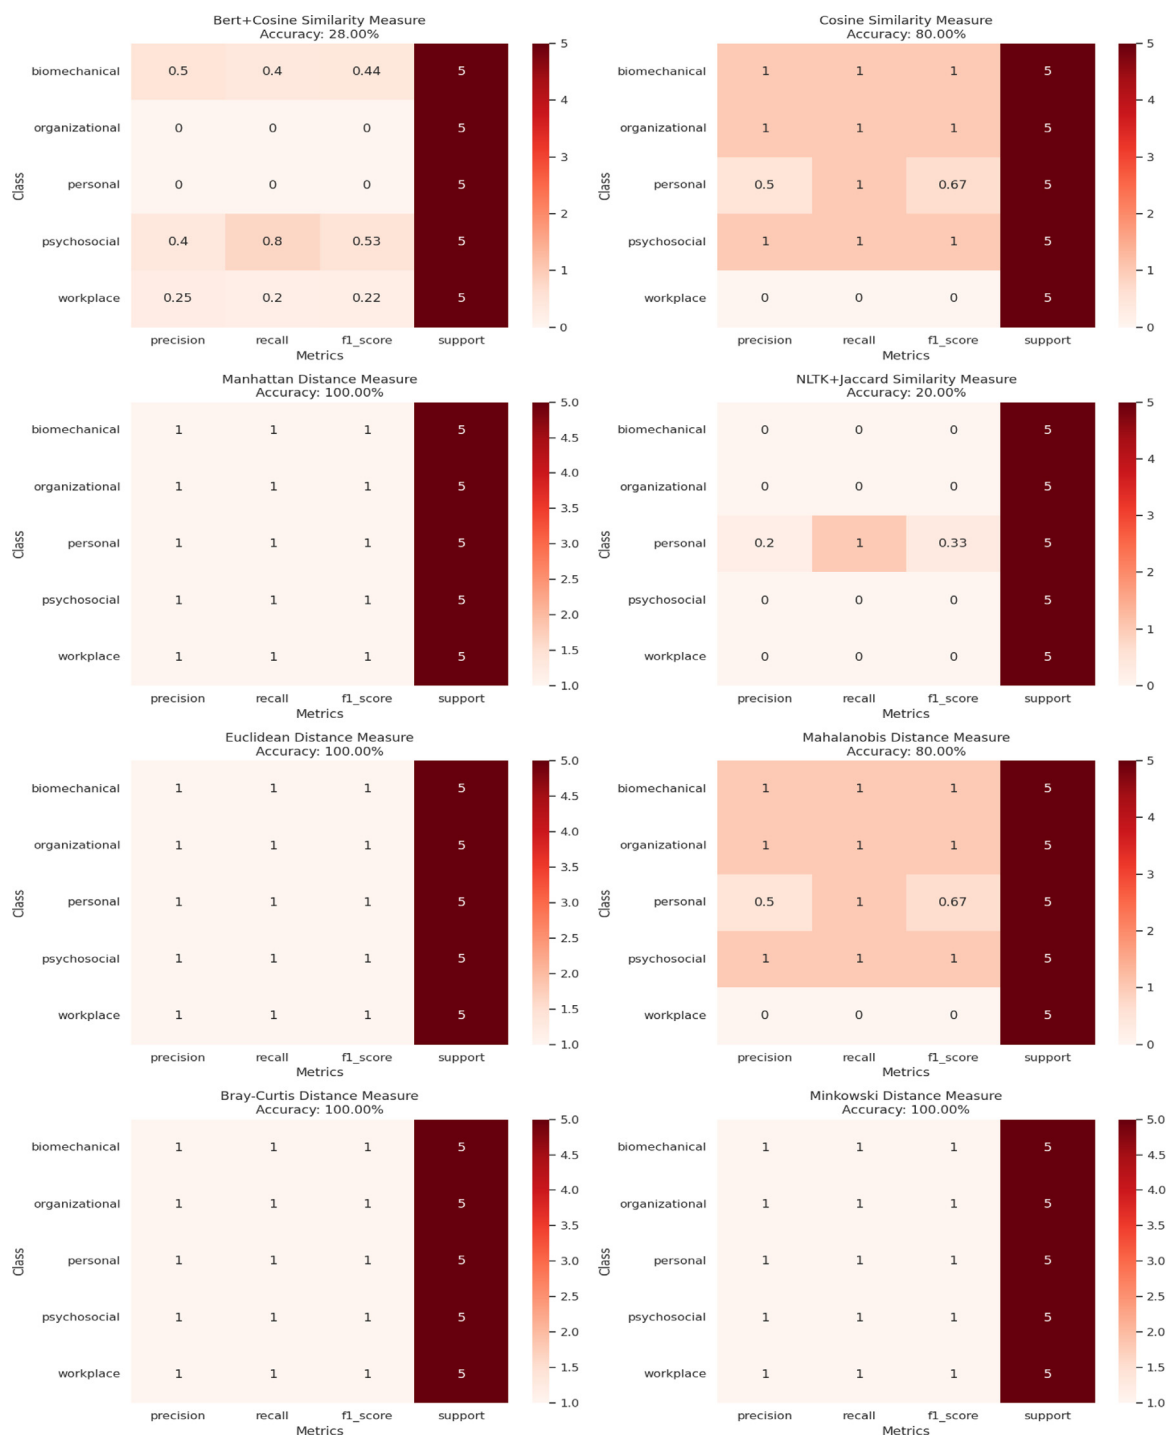 Bert+Cosine Similarity Measure
Accuracy: 28.00%
Class
biomechanical 0.5 0.4 0.44 5
organizational 0 0 0 5
personal 0 0 0 5
psychosocial 0.4 0.8 0.53 5
workplace 0.25 0.2 0.22 5
precision recall f1_score support
Metrics
5
4
3
2
1
0
Cosine Similarity Measure
Accuracy: 80.00%
Class
biomechanical 1 1 1 5
organizational 1 1 1 5
personal 0.5 1 0.67 5
psychosocial 1 1 1 5
workplace 0 0 0 5
precision recall f1_score support
Metrics
5
4
3
2
1
0
Manhattan Distance Measure
Accuracy: 100.00%
Class
biomechanical 1 1 1 5
organizational 1 1 1 5
personal 1 1 1 5
psychosocial 1 1 1 5
workplace 1 1 1 5
precision recall f1_score support
Metrics
5.0
4.5
4.0
3.5
3.0
2.5
2.0
1.5
1.0
NLTK+Jaccard Similarity Measure
Accuracy: 20.00%
Class
biomechanical 0 0 0 5
organizational 0 0 0 5
personal 0.2 1 0.33 5
psychosocial 0 0 0 5
workplace 0 0 0 5
precision recall f1_score support
Metrics
5
4
3
2
1
0
Euclidean Distance Measure
Accuracy: 100.00%
Class
biomechanical 1 1 1 5
organizational 1 1 1 5
personal 1 1 1 5
psychosocial 1 1 1 5
workplace 1 1 1 5
precision recall f1_score support
Metrics
5.0
4.5
4.0
3.5
3.0
2.5
2.0
1.5
1.0
Mahalanobis Distance Measure
Accuracy: 80.00%
Class
biomechanical 1 1 1 5
organizational 1 1 1 5
personal 0.5 1 0.67 5
psychosocial 1 1 1 5
workplace 0 0 0 5
precision recall f1_score support
Metrics
5
4
3
2
1
0
Bray-Curtis Distance Measure
Accuracy: 100.00%
Class
biomechanical 1 1 1 5
organizational 1 1 1 5
personal 1 1 1 5
psychosocial 1 1 1 5
workplace 1 1 1 5
precision recall f1_score support
Metrics
5.0
4.5
4.0
3.5
3.0
2.5
2.0
1.5
1.0
Minkowski Distance Measure
Accuracy: 100.00%
Class
biomechanical 1 1 1 5
organizational 1 1 1 5
personal 1 1 1 5
psychosocial 1 1 1 5
workplace 1 1 1 5
precision recall f1_score support
Metrics
5.0
4.5
4.0
3.5
3.0
2.5
2.0
1.5
1.0